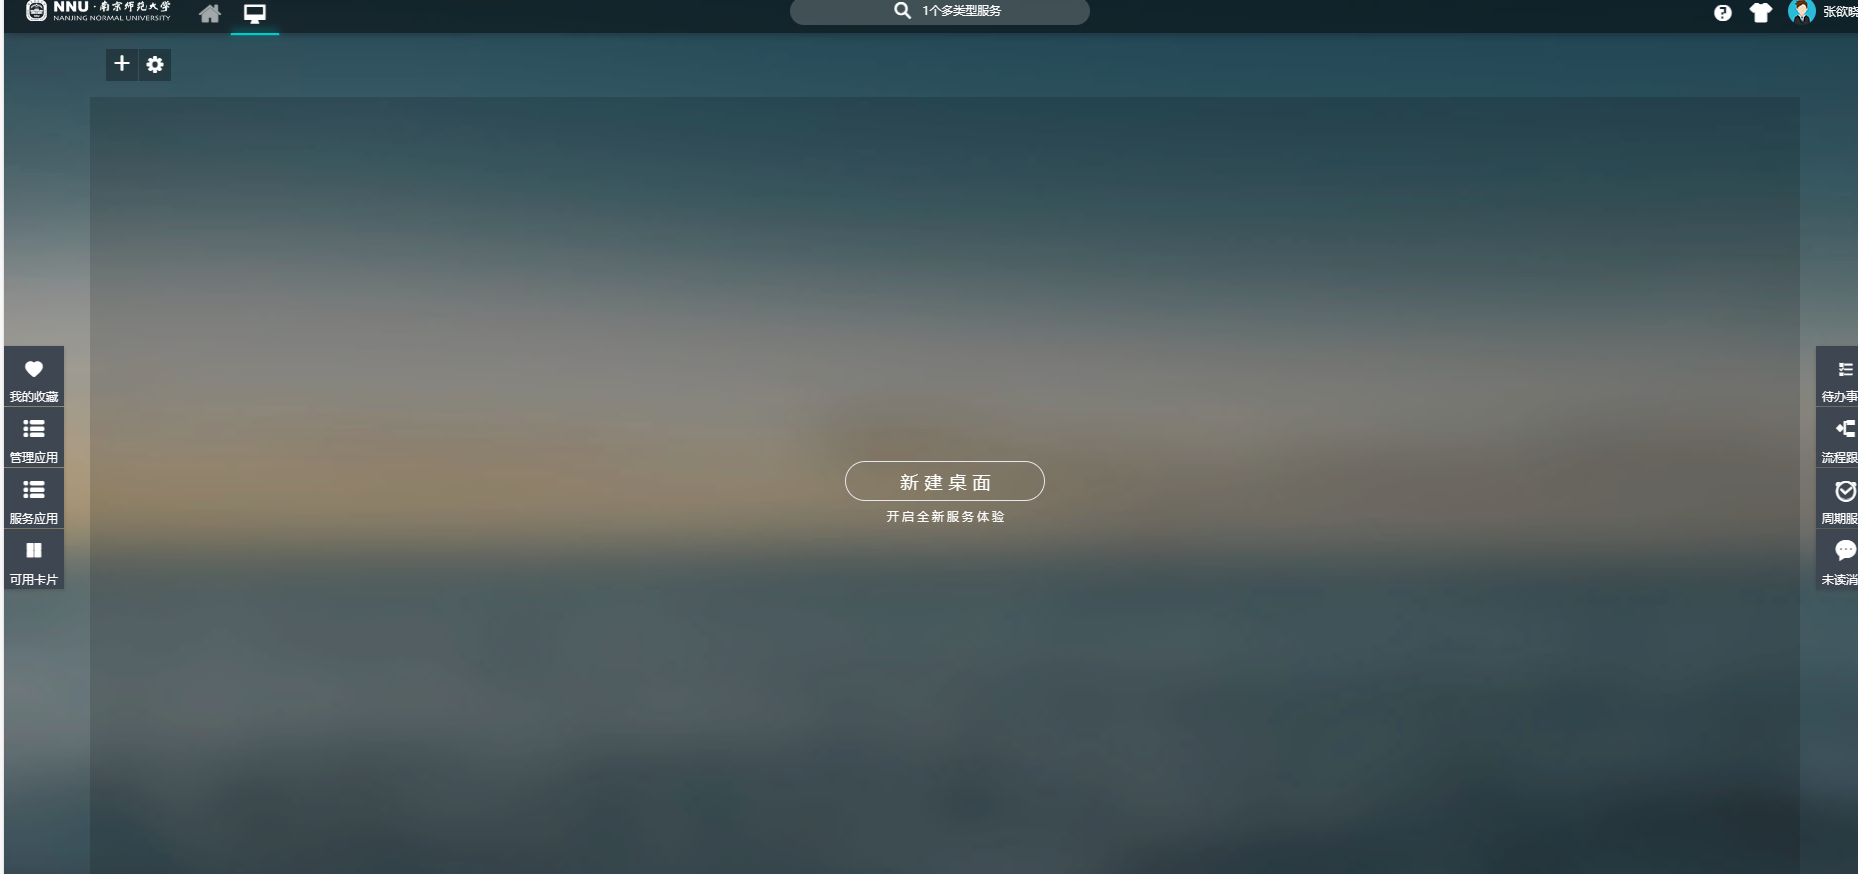 NNU · 南京师范大学
NANJING NORMAL UNIVERSITY
1个多类型服务
张欲晓
我的收藏
管理应用
服务应用
可用卡片
新建桌面
开启全新服务体验
待办事
流程跟
周期服
未读消